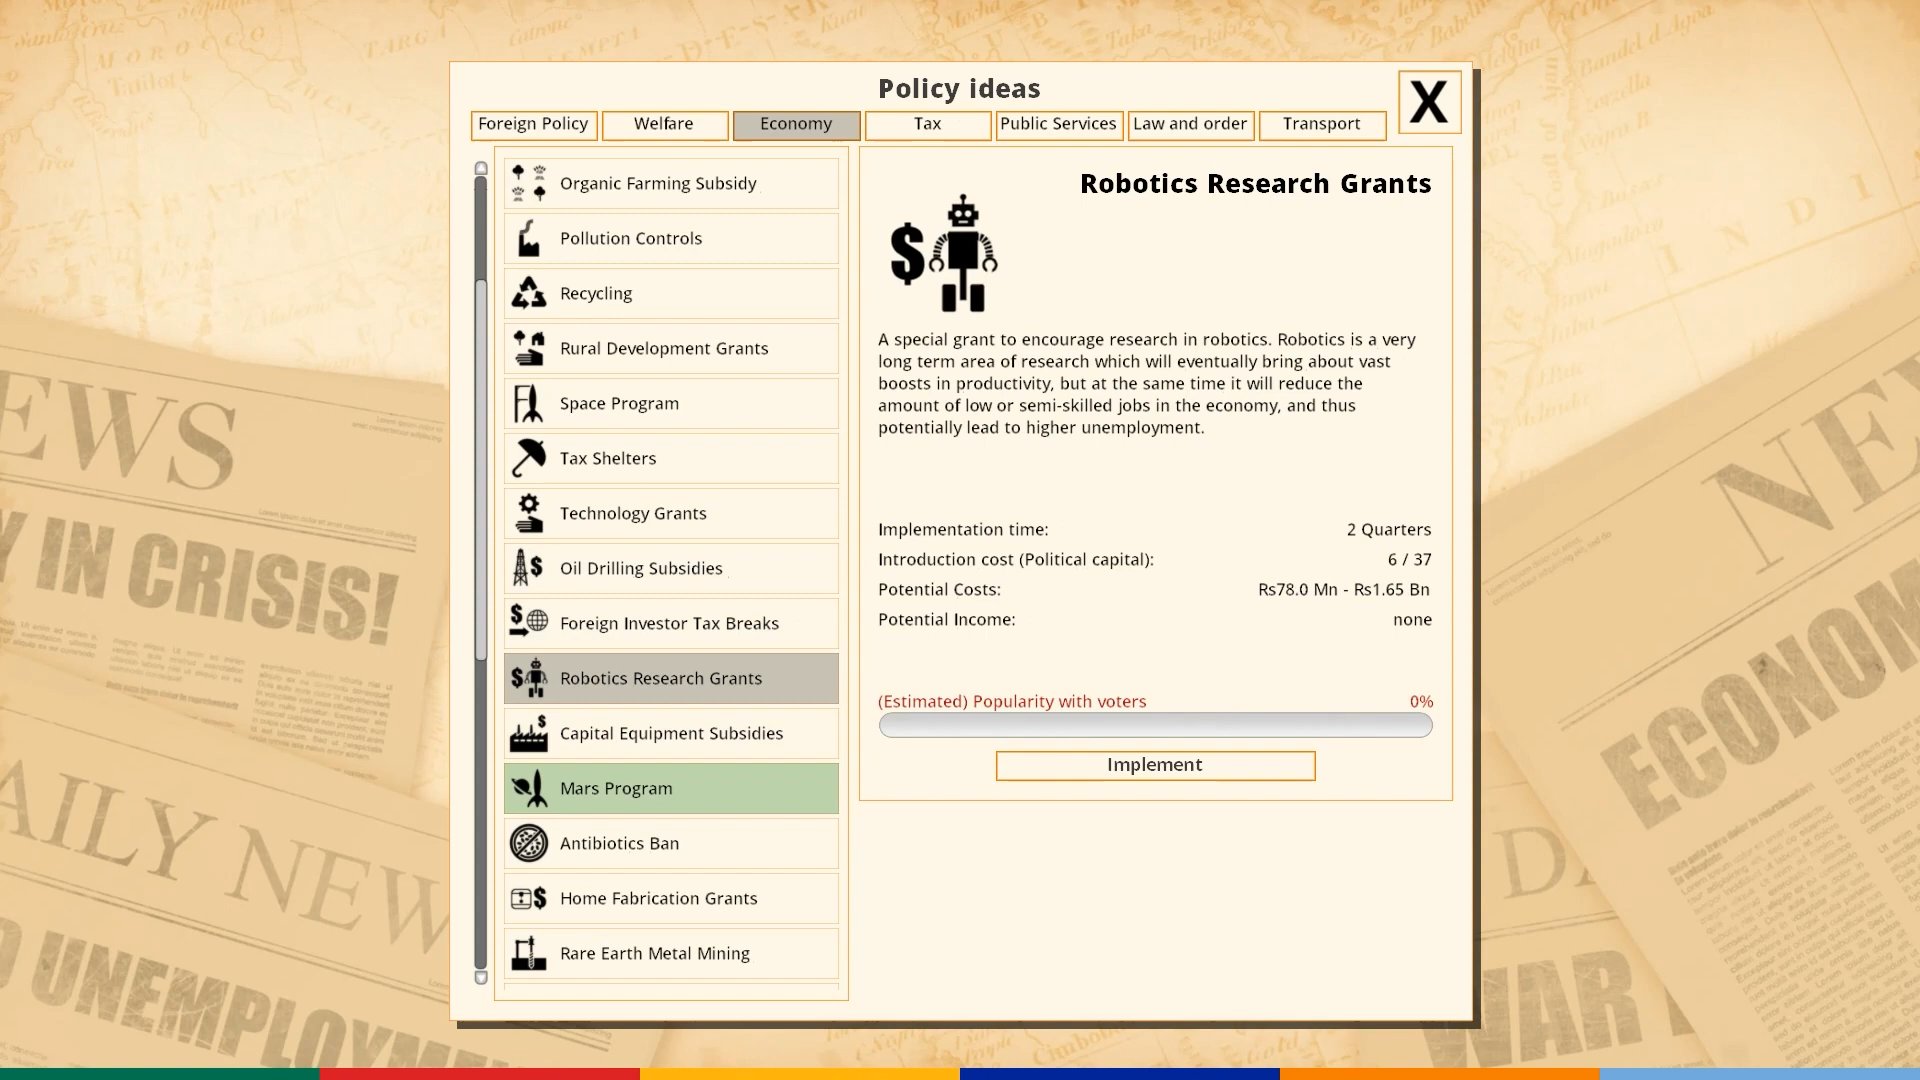 Policy ideas
X
Foreign Policy
Welfare
Economy
Tax
Public Services
Law and order
Transport
Organic Farming Subsidy
Pollution Controls
Recycling
Rural Development Grants
Space Program
Tax Shelters
Technology Grants
Oil Drilling Subsidies
Foreign Investor Tax Breaks
Robotics Research Grants
Capital Equipment Subsidies
Mars Program
Antibiotics Ban
Home Fabrication Grants
Rare Earth Metal Mining
Robotics Research Grants
A special grant to encourage research in robotics. Robotics is a very
long term area of research which will eventually bring about vast
boosts in productivity, but at the same time it will reduce the
amount of low or semi-skilled jobs in the economy, and thus
potentially lead to higher unemployment.
Implementation time: 2 Quarters
Introduction cost (Political capital): 6 / 37
Potential Costs: Rs78.0 Mn - Rs1.65 Bn
Potential Income: none
(Estimated) Popularity with voters 0%
Implement
EWS
Y IN CRISIS!
AILY NEW
UNEMPLOYM
NE
ECONOM
WAR